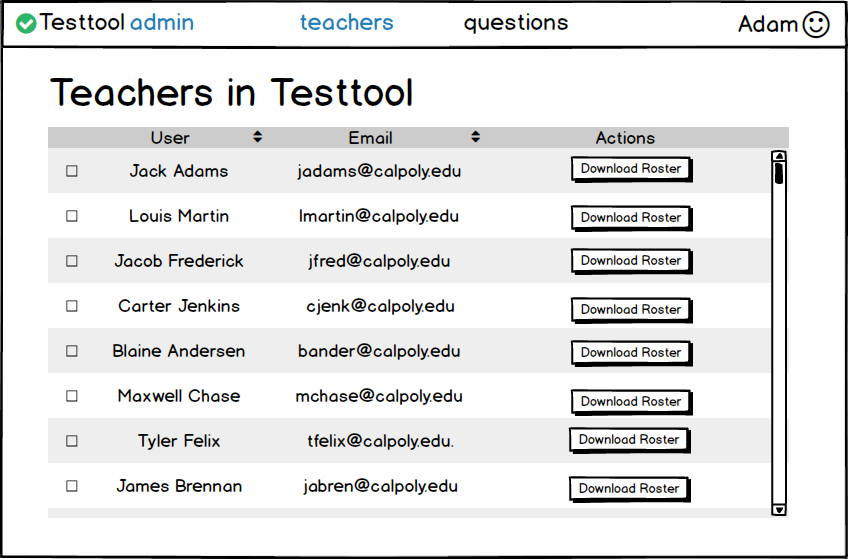 Testtool admin teachers questions Adam
Teachers in Testtool
User Email Actions
Jack Adams jadams@calpoly.edu Download Roster
Louis Martin lmartin@calpoly.edu Download Roster
Jacob Frederick jfred@calpoly.edu Download Roster
Carter Jenkins cjenk@calpoly.edu Download Roster
Blaine Andersen bander@calpoly.edu Download Roster
Maxwell Chase mchase@calpoly.edu Download Roster
Tyler Felix tfelix@calpoly.edu. Download Roster
James Brennan jabren@calpoly.edu Download Roster